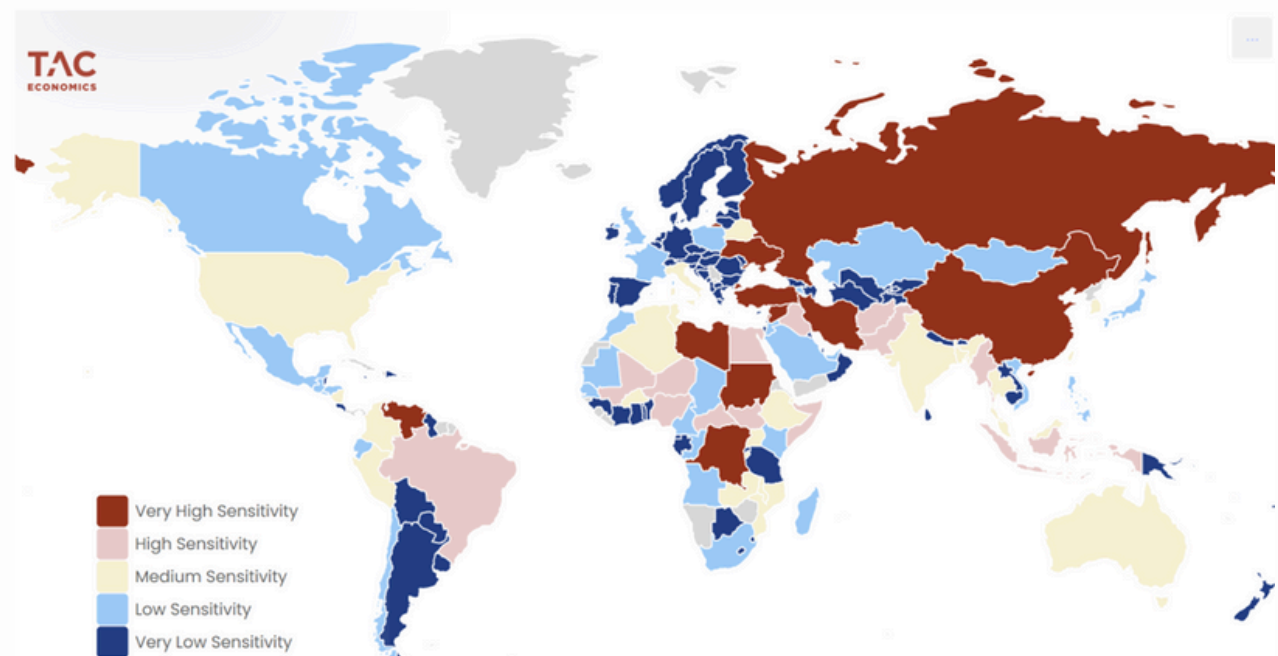 TAC
ECONOMICS
...
Very High Sensitivity
High Sensitivity
Medium Sensitivity
Low Sensitivity
Very Low Sensitivity